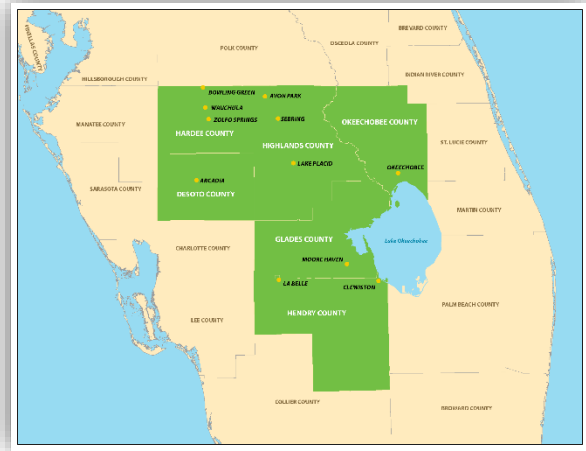 PINELLAS COUNTY
BREVARD COUNTY
OSCEOLA COUNTY
POLK COUNTY
INDIAN RIVER COUNTY
HILLSBOROUGH COUNTY
BOWLING GREEN
AVON PARK
WAUCHULA
ZOLFO SPRINGS
SEBRING
OKEECHOBEE COUNTY
MANATEE COUNTY
HARDEE COUNTY
HIGHLANDS COUNTY
ST. LUCIE COUNTY
LAKE PLACID
OKEECHOBEE
ARCADIA
SARASOTA COUNTY
DESOTO COUNTY
MARTIN COUNTY
GLADES COUNTY
Lake Okeechobee
CHARLOTTE COUNTY
MOORE HAVEN
LA BELLE
CLEWISTON
PALM BEACH COUNTY
HENDRY COUNTY
LEE COUNTY
COLLIER COUNTY
BROWARD COUNTY